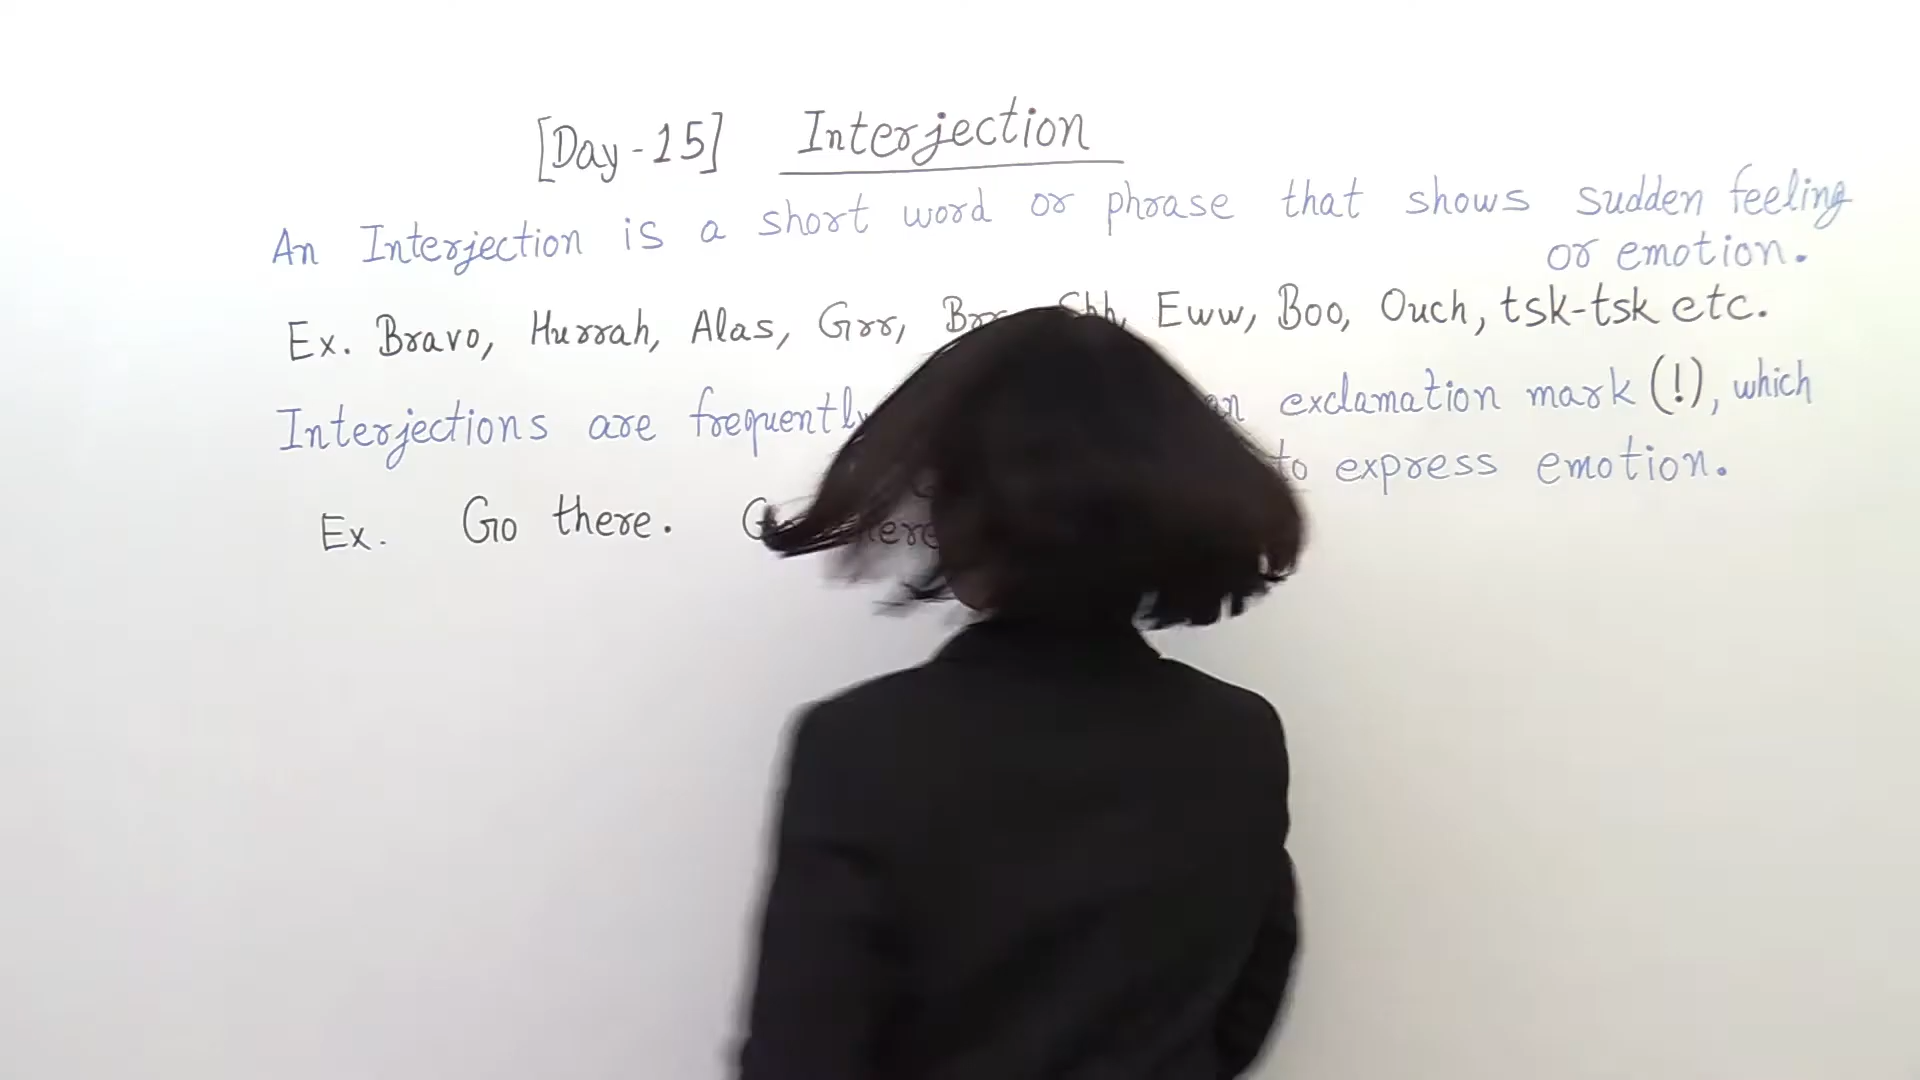 [Day-15] Interjection
An Interjection is a short word or phrase that shows sudden feeling
or emotion.
Ex. Bravo, Hurrah, Alas, Grr, Eww, Boo, Ouch, tsk-tsk etc.
Interjections are frequently an exclamation mark (!), which
to express emotion.
Ex. Go there.